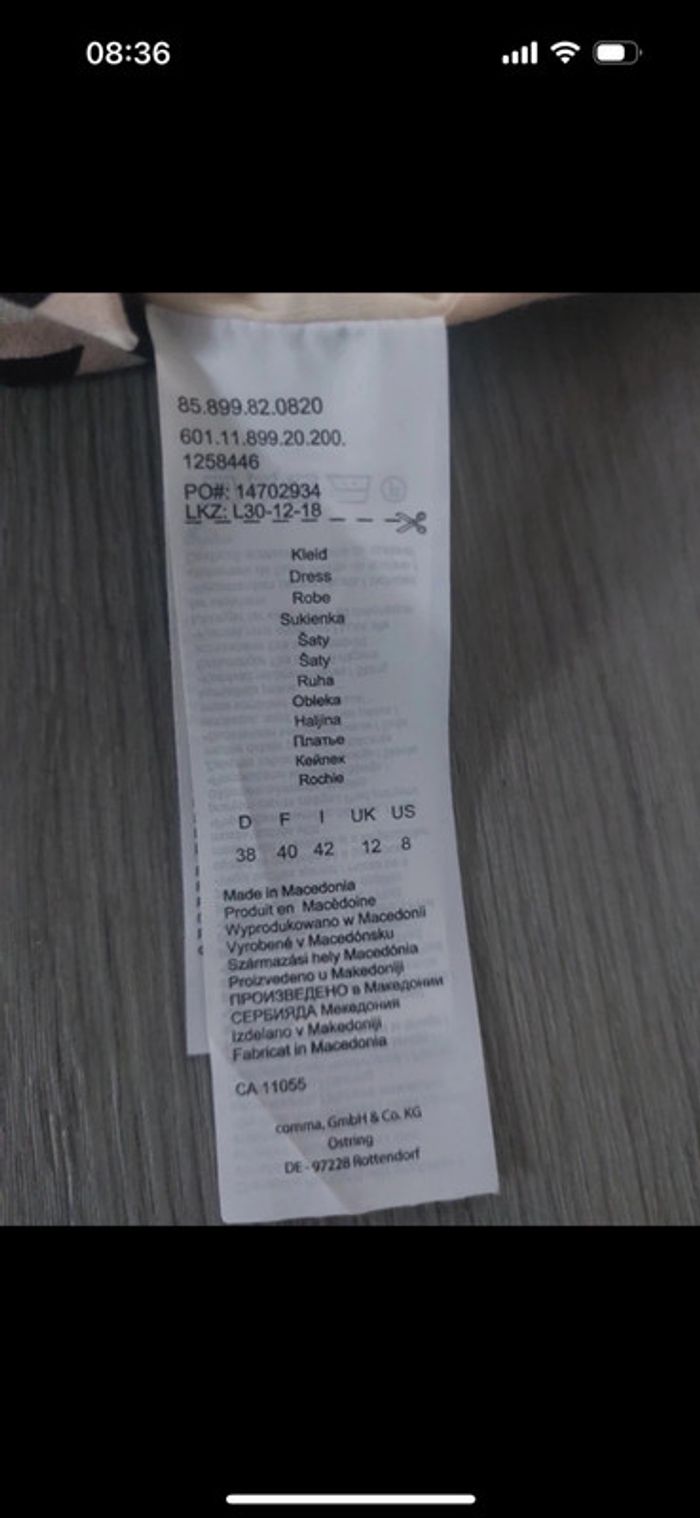 08:36
85.899.82.0820
601.11.899.20.200.
1258446
PO#: 14702934
LKZ: L30-12-18
Kleid
Dress
Robe
Sukienka
Šaty
Šaty
Ruha
Obleka
Haljina
Платье
Көйлек
Rochie
D F I UK US
38 40 42 12 8
Made in Macedonia
Produit en Macédoine
Wyprodukowano w Macedonii
Vyrobené v Macedónsku
Származási hely Macedónia
Proizvedeno u Makedoniji
ПРОИЗВЕДЕНО в Македонии
СЕРБИЯДА Македония
Izdelano v Makedoniji
Fabricat in Macedonia
CA 11055
comma, GmbH & Co. KG
Ostring
DE - 97228 Rottendorf